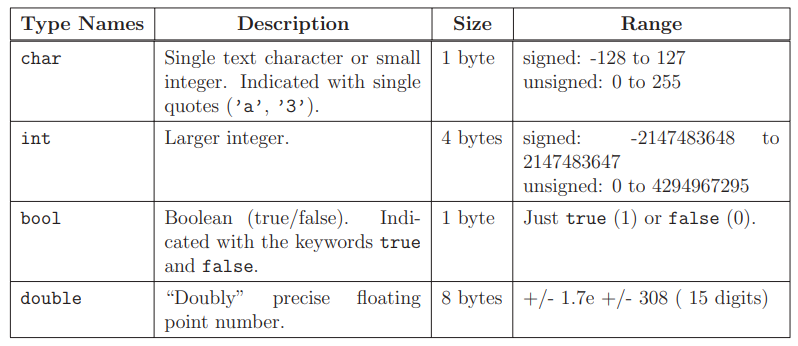 Type Names Description Size Range
char Single text character or small 1 byte signed: -128 to 127
integer. Indicated with single unsigned: 0 to 255
quotes ('a', '3').
int Larger integer. 4 bytes signed: -2147483648 to
2147483647
unsigned: 0 to 4294967295
bool Boolean (true/false). Indi- 1 byte Just true (1) or false (0).
cated with the keywords true
and false.
double “Doubly” precise floating 8 bytes +/- 1.7e +/- 308 ( 15 digits)
point number.